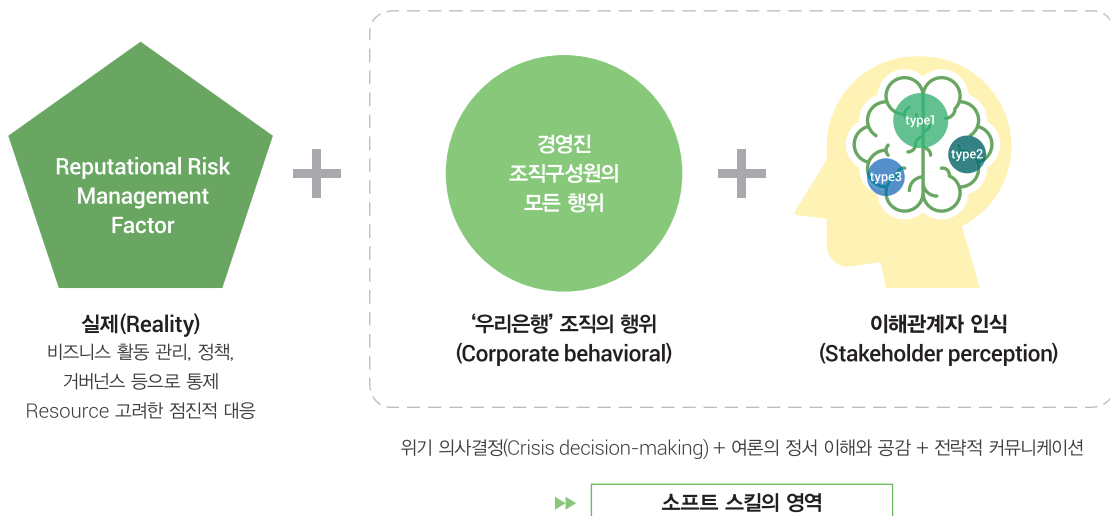 Reputational Risk
Management
Factor
실제(Reality)
비즈니스 활동 관리, 정책,
거버넌스 등으로 통제
Resource 고려한 점진적 대응
경영진
조직구성원의
모든 행위
‘우리은행’ 조직의 행위
(Corporate behavioral)
type1
type2
type3
이해관계자 인식
(Stakeholder perception)
위기 의사결정(Crisis decision-making) + 여론의 정서 이해와 공감 + 전략적 커뮤니케이션
소프트 스킬의 영역